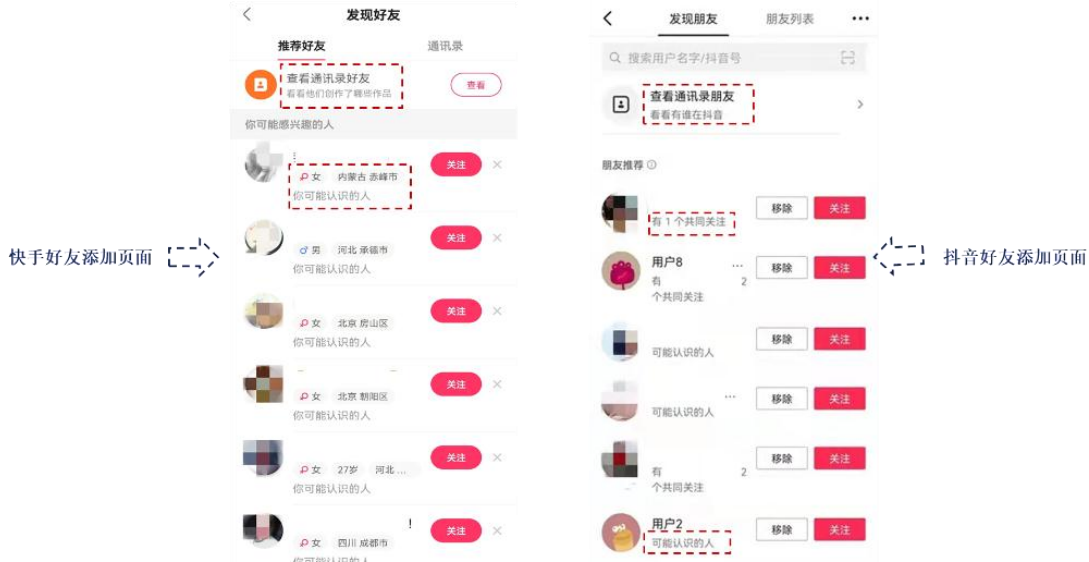 快手好友添加页面
发现好友
推荐好友
通讯录
查看通讯录好友
看看他们创作了哪些作品
查看
你可能感兴趣的人
女 内蒙古 赤峰市
你可能认识的人
关注
男 河北 承德市
你可能认识的人
关注
女 北京 房山区
你可能认识的人
关注
女 北京 朝阳区
你可能认识的人
关注
女 27岁 河北 ...
你可能认识的人
关注
!
女 四川 成都市
你可能认识的人
关注
发现朋友
朋友列表
搜索用户名字/抖音号
查看通讯录朋友
看看有谁在抖音
朋友推荐
有 1 个共同关注
移除
关注
用户8 ...
有 2
个共同关注
移除
关注
可能认识的人
移除
关注
...
可能认识的人
移除
关注
有 2
个共同关注
移除
关注
用户2
可能认识的人
移除
关注
抖音好友添加页面